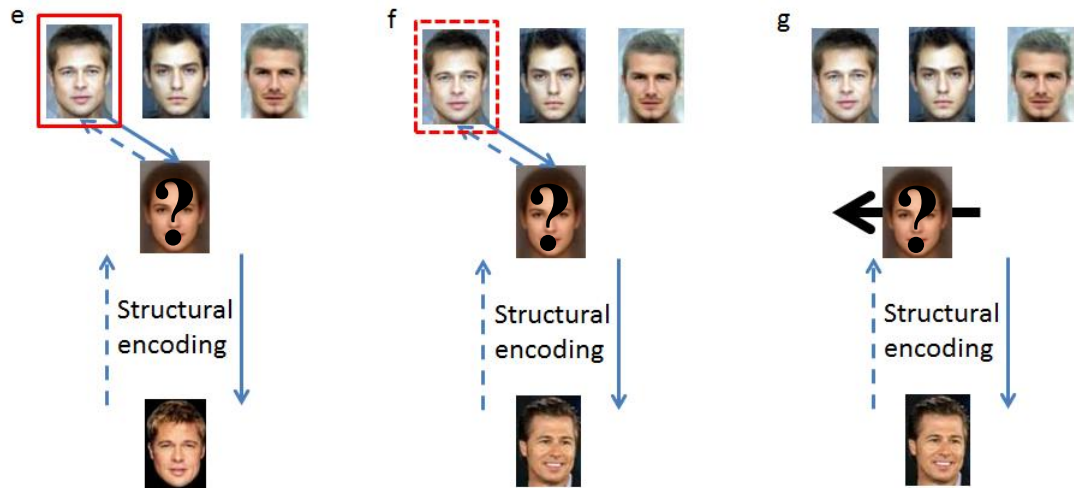 e
f
g
?
?
?
Structural
encoding
Structural
encoding
Structural
encoding